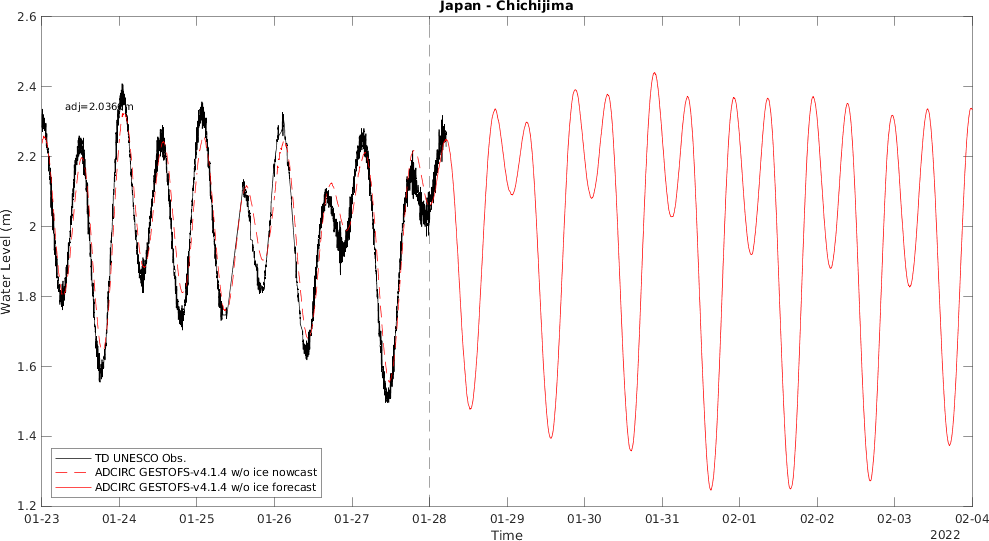 Japan - Chichijima
2.6
2.4
2.2
2
1.8
1.6
1.4
1.2
Water Level (m)
adj=2.036 m
TD UNESCO Obs.
ADCIRC GESTOFS-v4.1.4 w/o ice nowcast
ADCIRC GESTOFS-v4.1.4 w/o ice forecast
01-23 01-24 01-25 01-26 01-27 01-28 01-29 01-30 01-31 02-01 02-02 02-03 02-04
Time
2022